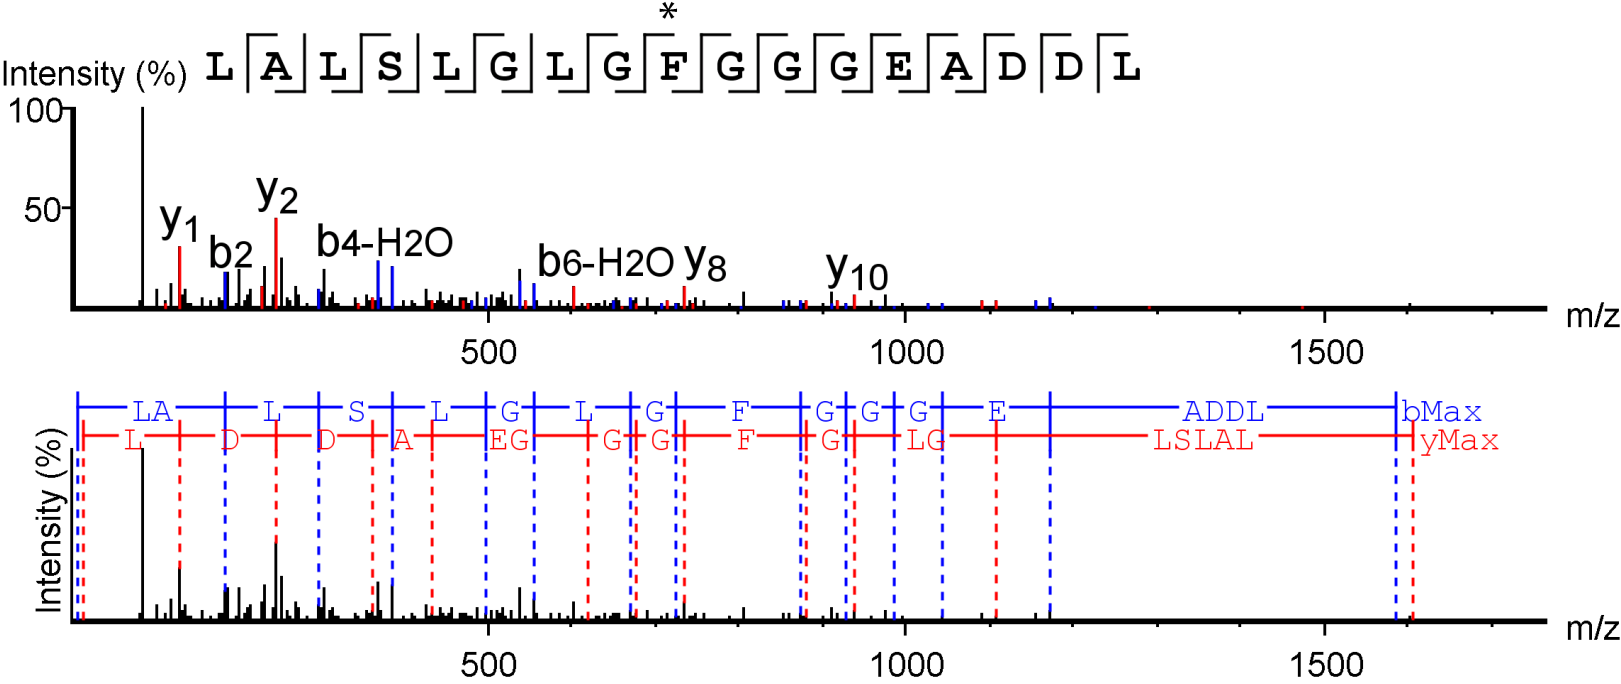 *
Intensity (%) L A L S L G L G F G G G E A D D L
100
50
y1 b2 y2 b4-H2O b6-H2O y8 y10
m/z
500 1000 1500
LA L S L G L G F G G G E ADDL bMax
L D D A EG G G F G LG LSLAL yMax
Intensity (%)
m/z
500 1000 1500